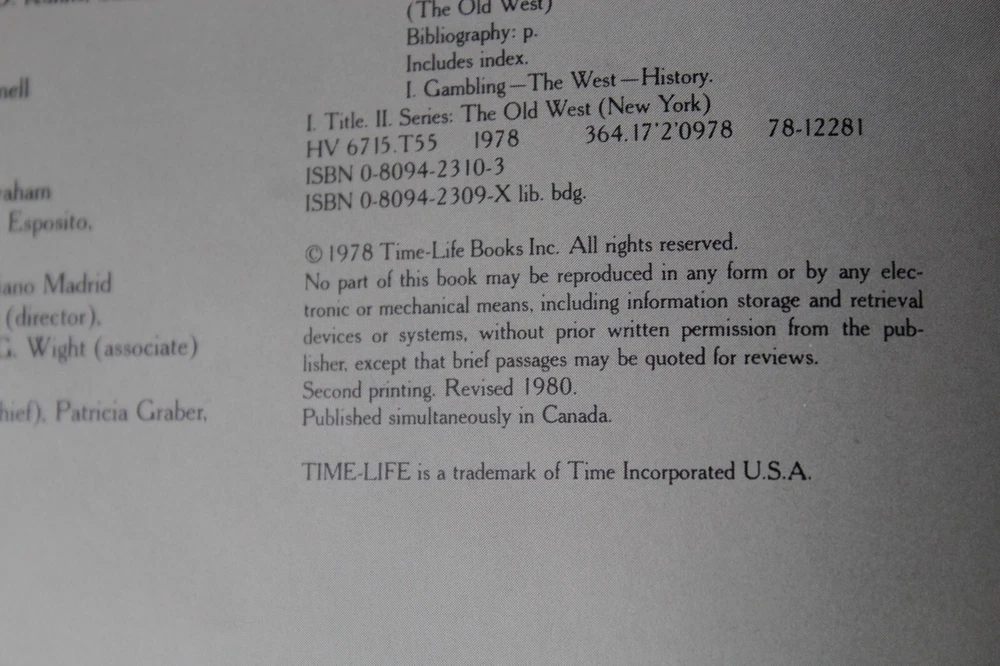 (The Old West)
Bibliography: p.
Includes index.
I. Gambling—The West—History.
I. Title. II. Series: The Old West (New York)
HV 6715.T55 1978 364.17'2'0978 78-12281
ISBN 0-8094-2310-3
ISBN 0-8094-2309-X lib. bdg.
© 1978 Time-Life Books Inc. All rights reserved.
No part of this book may be reproduced in any form or by any elec-
tronic or mechanical means, including information storage and retrieval
devices or systems, without prior written permission from the pub-
lisher, except that brief passages may be quoted for reviews.
Second printing. Revised 1980.
Published simultaneously in Canada.
TIME-LIFE is a trademark of Time Incorporated U.S.A.
nell
raham
Esposito,
iano Madrid
(director),
G. Wight (associate)
hief), Patricia Graber,